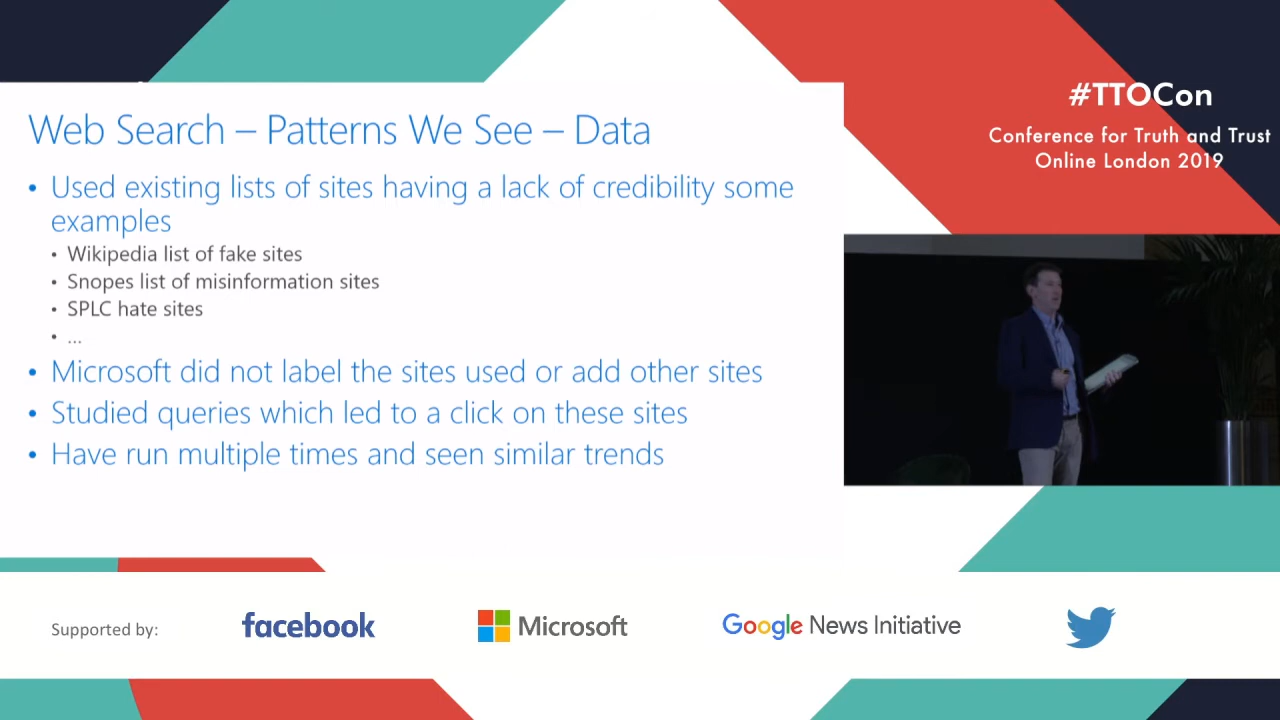 Web Search – Patterns We See – Data
• Used existing lists of sites having a lack of credibility some
examples
• Wikipedia list of fake sites
• Snopes list of misinformation sites
• SPLC hate sites
• ...
• Microsoft did not label the sites used or add other sites
• Studied queries which led to a click on these sites
• Have run multiple times and seen similar trends
#TTOCon
Conference for Truth and Trust
Online London 2019
Supported by:
facebook
Microsoft
Google News Initiative